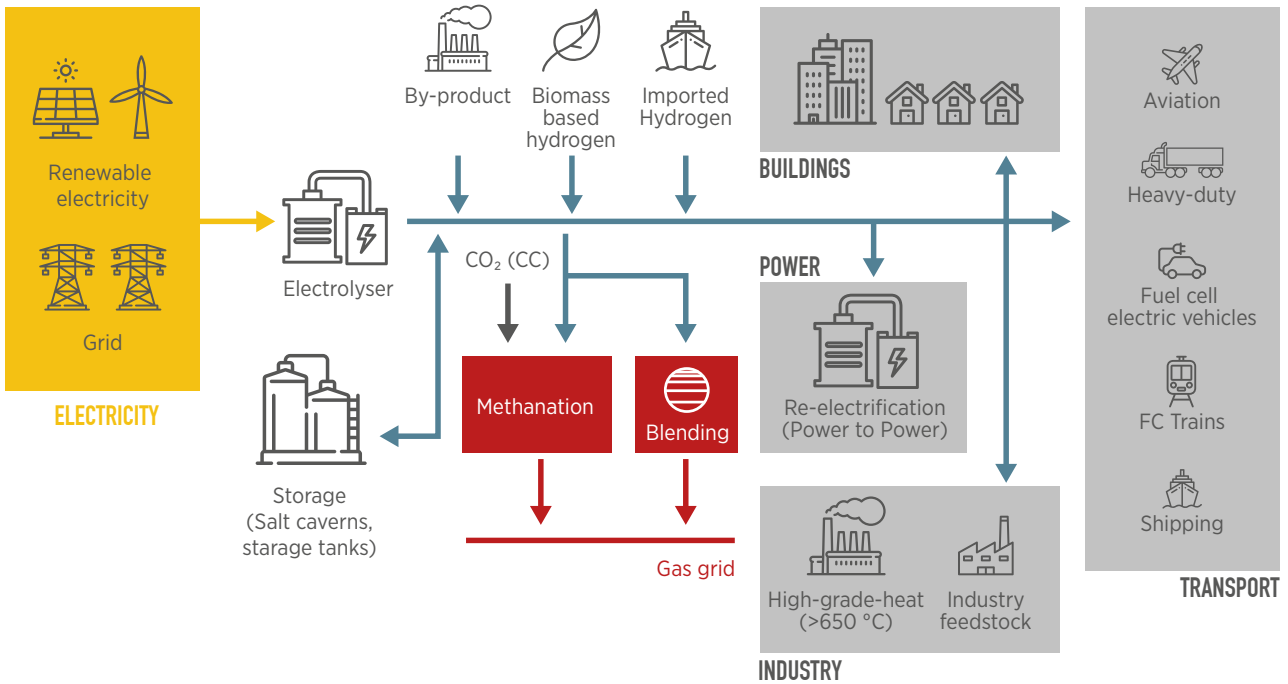 Renewable
electricity
Grid
ELECTRICITY
Electrolyser
Storage
(Salt caverns,
starage tanks)
By-product
Biomass
based
hydrogen
Imported
Hydrogen
CO₂ (CC)
Methanation
Blending
Gas grid
BUILDINGS
POWER
Re-electrification
(Power to Power)
High-grade-heat
(>650 °C)
Industry
feedstock
INDUSTRY
Aviation
Heavy-duty
Fuel cell
electric vehicles
FC Trains
Shipping
TRANSPORT